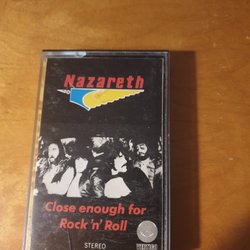 Nazareth
Close enough for
Rock 'n' Roll
STEREO